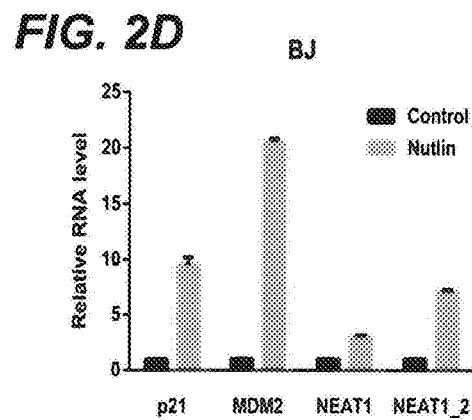 FIG. 2D
BJ
Relative RNA level
25
20
15
10
5
0
Control
Nutlin
p21 MDM2 NEAT1 NEAT1_2